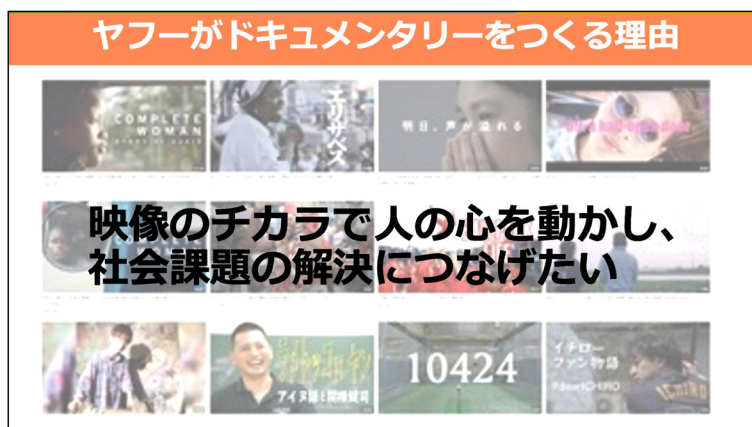 ヤフーがドキュメンタリーをつくる理由
COMPLETE
WOMAN
エリザベス
明日、声が溢れる
映像のチカラで人の心を動かし、
社会課題の解決につなげたい
アイヌ語と関根健司
10424
イチロー
ファン物語
#dearICHIRO
ICHIRO